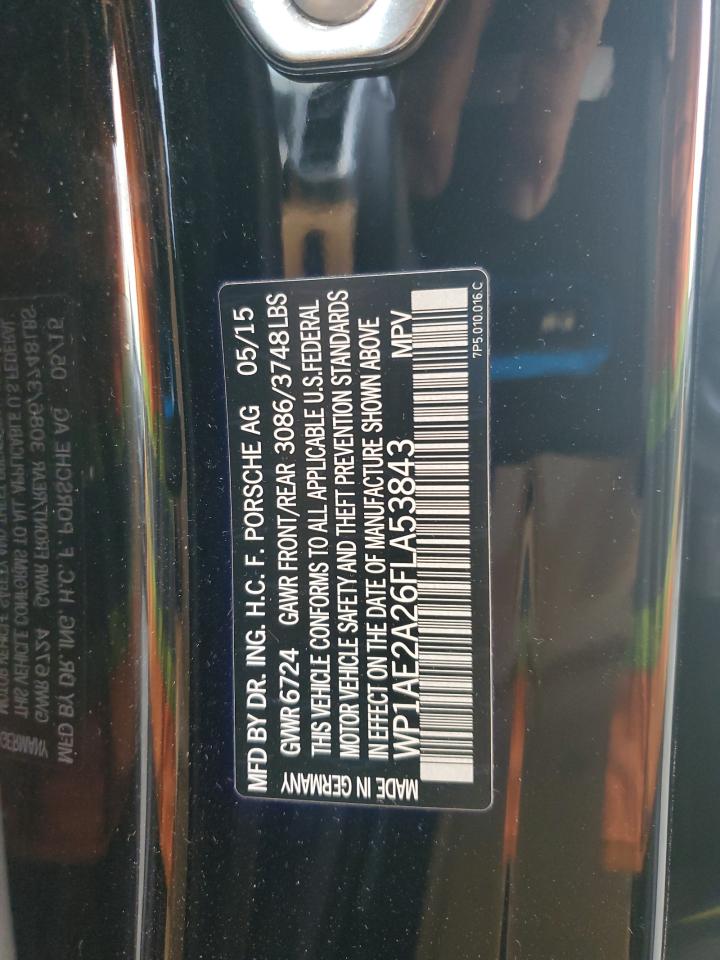 MFD BY DR. ING. H.C. F. PORSCHE AG 05/15
GVWR 6724 GAWR FRONT/REAR 3086/3748 LBS
THIS VEHICLE CONFORMS TO ALL APPLICABLE U.S. FEDERAL
MOTOR VEHICLE SAFETY AND THEFT PREVENTION STANDARDS
IN EFFECT ON THE DATE OF MANUFACTURE SHOWN ABOVE
WP1AE2A26FLA53843 MPV
MADE IN GERMANY
7P5.010.016 C